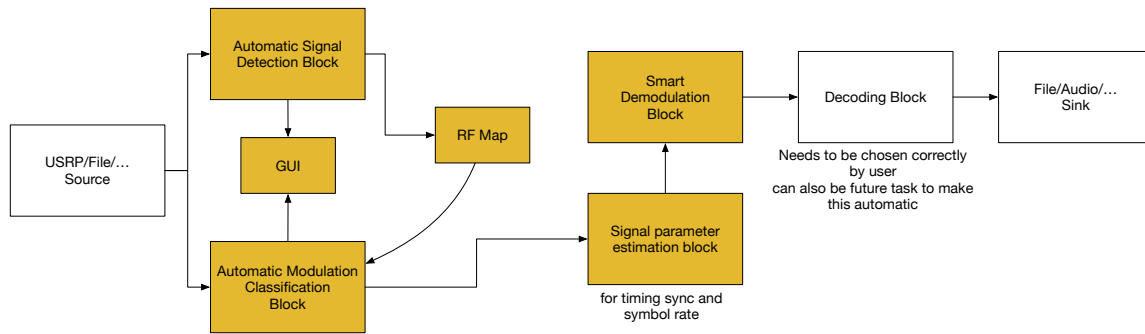 Automatic Signal
Detection Block
USRP/File/…
Source
GUI
RF Map
Automatic Modulation
Classification
Block
Smart
Demodulation
Block
Signal parameter
estimation block
for timing sync and
symbol rate
Decoding Block
Needs to be chosen correctly
by user
can also be future task to make
this automatic
File/Audio/…
Sink